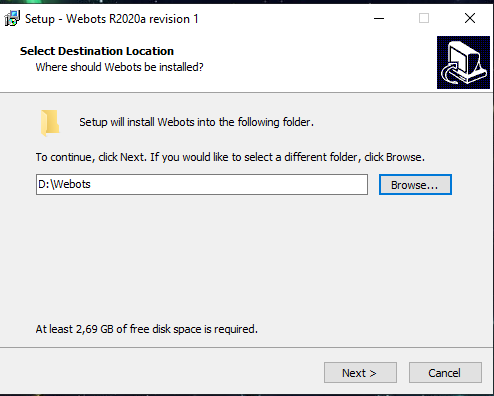 Setup - Webots R2020a revision 1
Select Destination Location
Where should Webots be installed?
Setup will install Webots into the following folder.
To continue, click Next. If you would like to select a different folder, click Browse.
D:\Webots
Browse...
At least 2,69 GB of free disk space is required.
Next >
Cancel